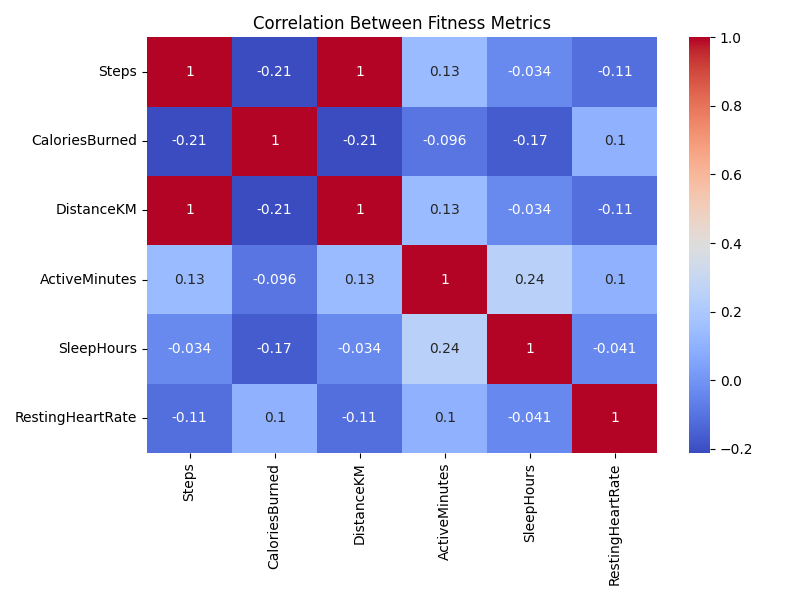 Correlation Between Fitness Metrics
Steps 1 -0.21 1 0.13 -0.034 -0.11
CaloriesBurned -0.21 1 -0.21 -0.096 -0.17 0.1
DistanceKM 1 -0.21 1 0.13 -0.034 -0.11
ActiveMinutes 0.13 -0.096 0.13 1 0.24 0.1
SleepHours -0.034 -0.17 -0.034 0.24 1 -0.041
RestingHeartRate -0.11 0.1 -0.11 0.1 -0.041 1
Steps
CaloriesBurned
DistanceKM
ActiveMinutes
SleepHours
RestingHeartRate
1.0
0.8
0.6
0.4
0.2
0.0
−0.2